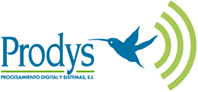 Prodys
PROCESAMIENTO DIGITAL Y SISTEMAS, S.L